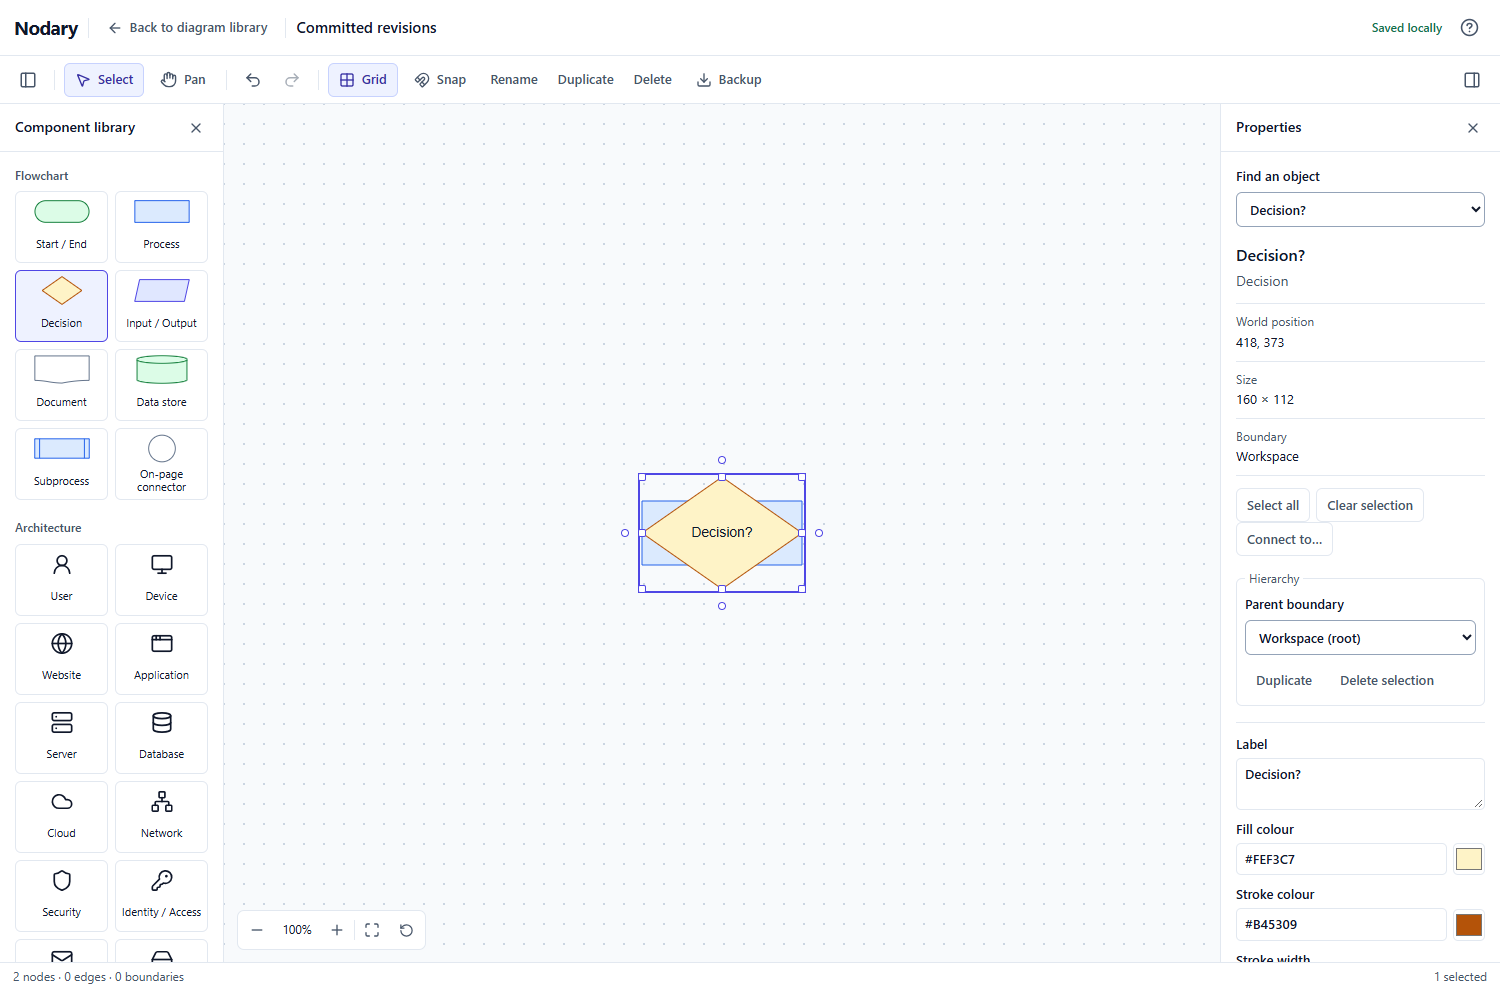 Nodary
Back to diagram library
Committed revisions
Saved locally
Select
Pan
Grid
Snap
Rename
Duplicate
Delete
Backup
Component library
Flowchart
Start / End
Process
Decision
Input / Output
Document
Data store
Subprocess
On-page
connector
Architecture
User
Device
Website
Application
Server
Database
Cloud
Network
Security
Identity / Access
Decision?
100%
Properties
Find an object
Decision?
Decision?
Decision
World position
418, 373
Size
160 × 112
Boundary
Workspace
Select all
Clear selection
Connect to...
Hierarchy
Parent boundary
Workspace (root)
Duplicate
Delete selection
Label
Decision?
Fill colour
#FEF3C7
Stroke colour
#B45309
Stroke width
2 nodes · 0 edges · 0 boundaries
1 selected